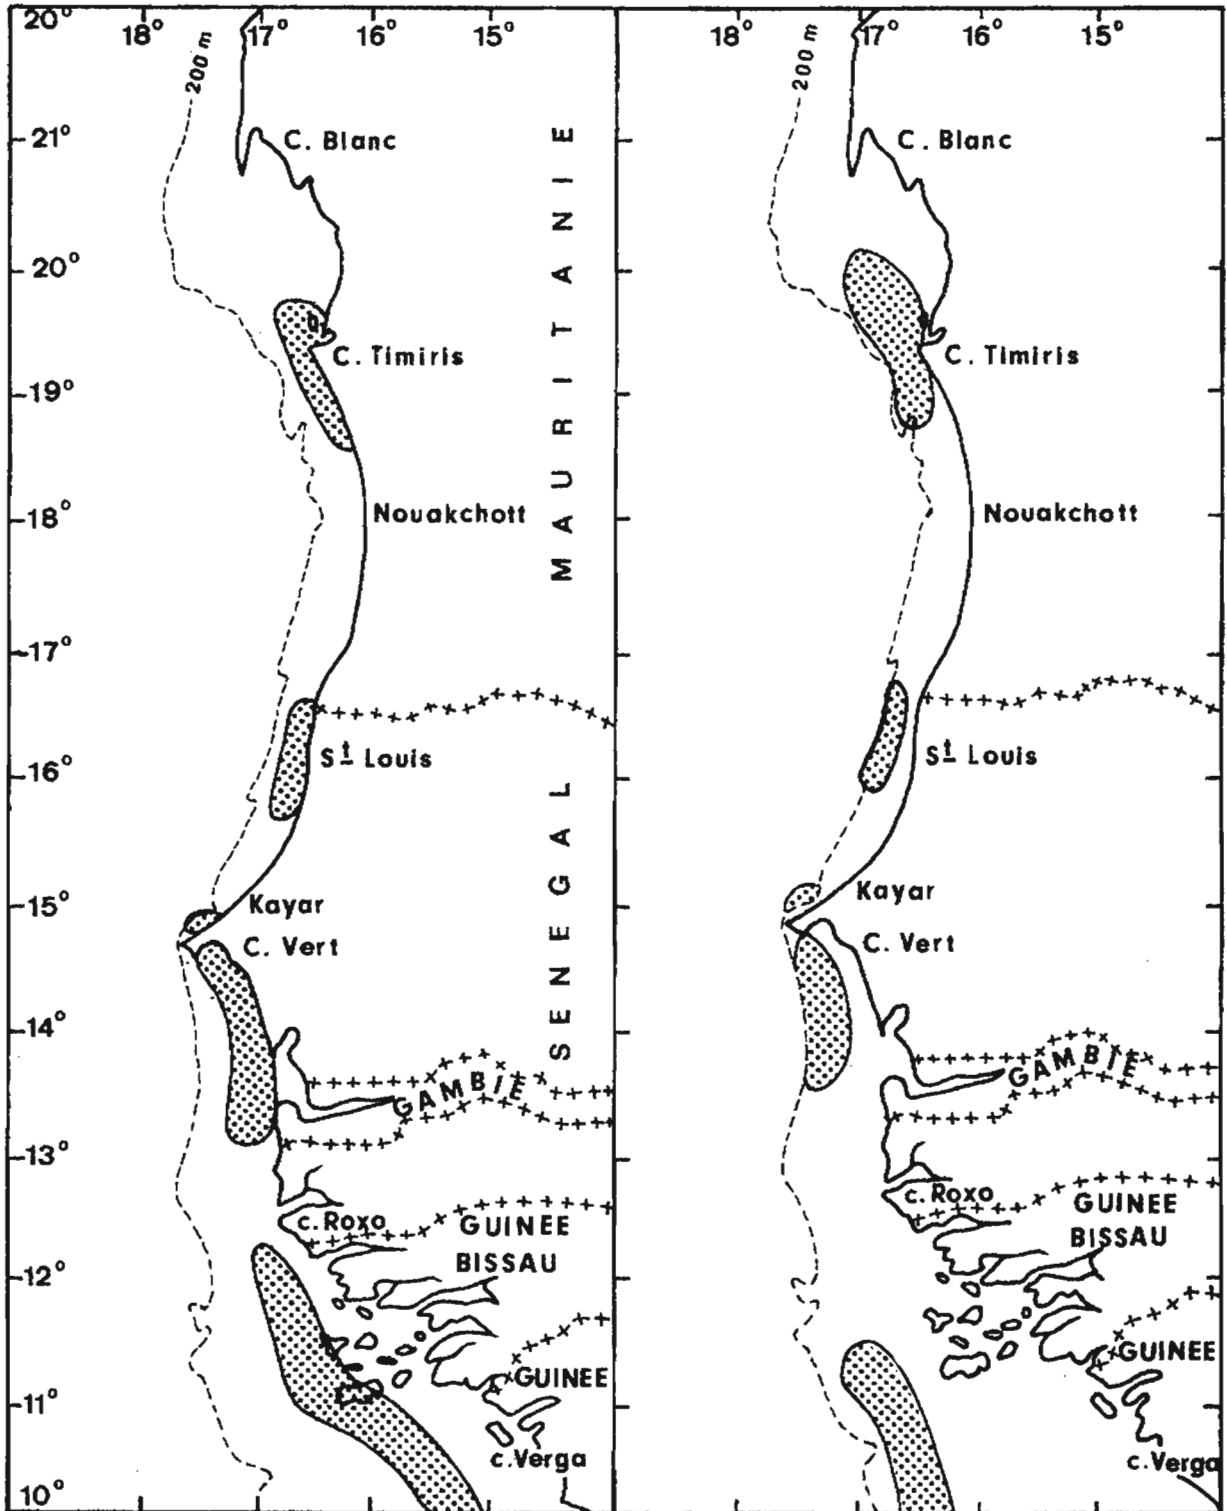 20°
18°
17°
16°
15°
200 m
-21°
-20°
-19°
-18°
-17°
-16°
-15°
-14°
-13°
-12°
-11°
10°
C. Blanc
C. Timiris
Nouakchott
St Louis
Kayar
C. Vert
MAURITANIE
SENEGAL
GAMBIE
c. Roxo
GUINEE
BISSAU
GUINEE
c. Verga
18°
17°
16°
15°
200 m
C. Blanc
C. Timiris
Nouakchott
St Louis
Kayar
C. Vert
GAMBIE
c. Roxo
GUINEE
BISSAU
GUINEE
c. Verga